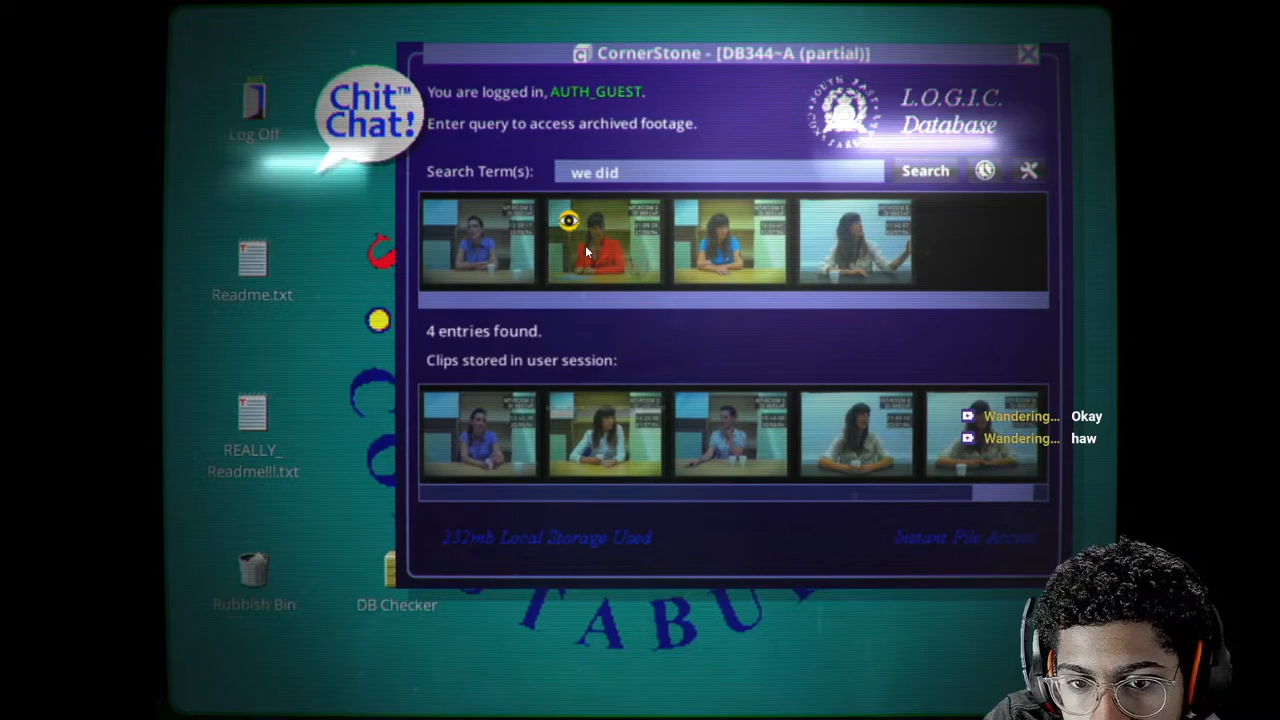 CornerStone - [DB344~A (partial)]
Chit™
Chat!
You are logged in, AUTH_GUEST.
L.O.G.I.C.
Database
Log Off
Enter query to access archived footage.
Search Term(s):
we did
Search
Readme.txt
4 entries found.
Clips stored in user session:
Wandering... Okay
Wandering... haw
REALLY_
Readme!!!.txt
232mb Local Storage Used
Instant File Access
Rubbish Bin
DB Checker
TABU